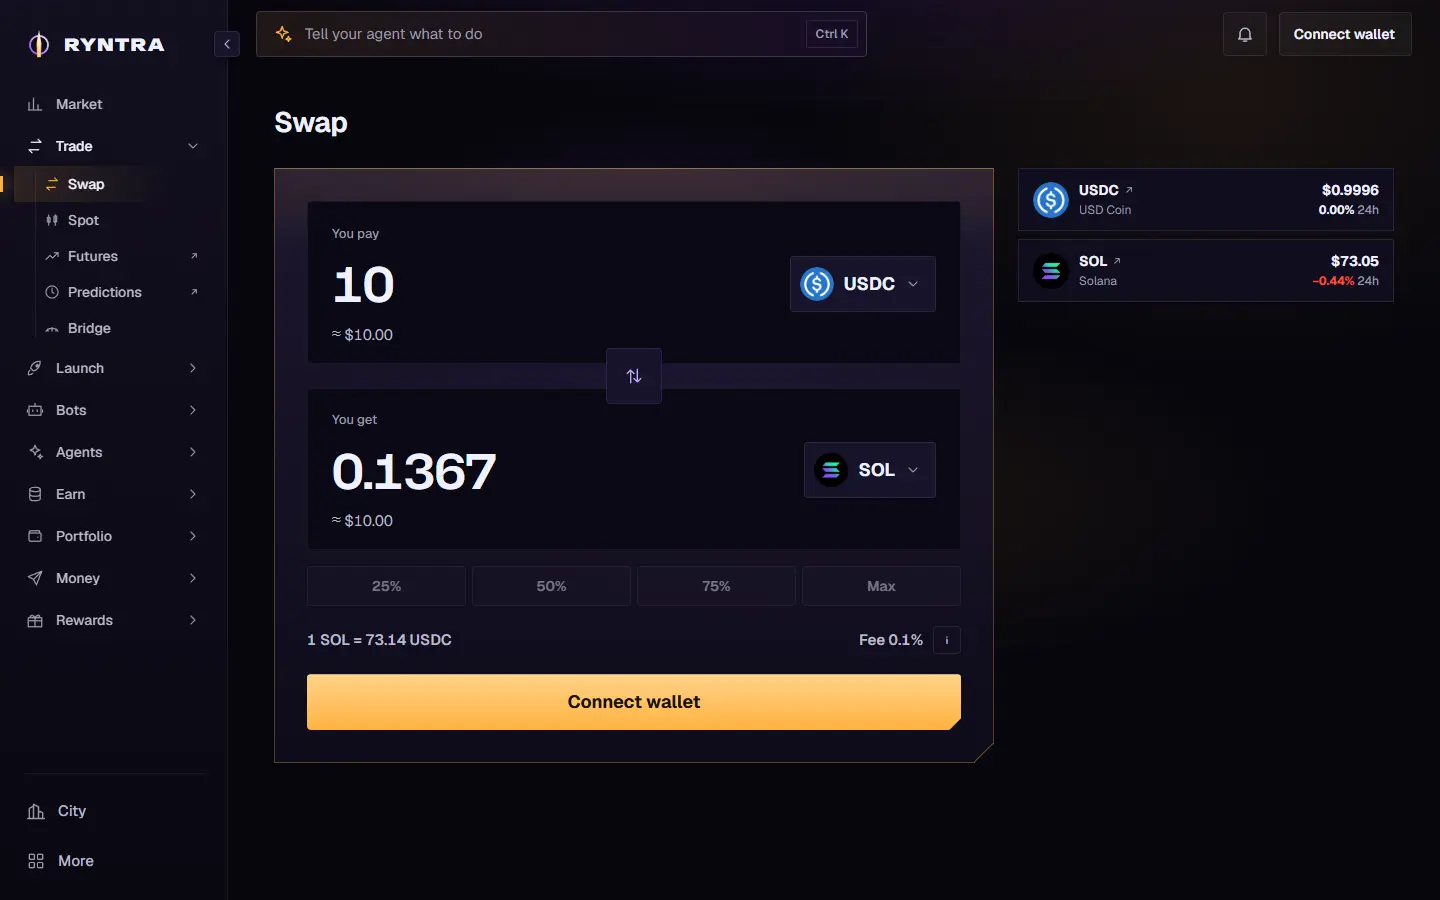 RYNTRA
Tell your agent what to do
Ctrl K
Connect wallet
Market
Trade
Swap
Spot
Futures
Predictions
Bridge
Launch
Bots
Agents
Earn
Portfolio
Money
Rewards
City
More
Swap
You pay
10
USDC
≈ $10.00
You get
0.1367
SOL
≈ $10.00
25%
50%
75%
Max
1 SOL = 73.14 USDC
Fee 0.1%
i
Connect wallet
USDC
$0.9996
USD Coin
0.00% 24h
SOL
$73.05
Solana
-0.44% 24h